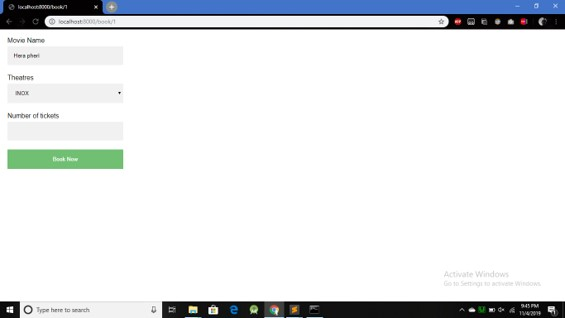 localhost:8000/book/1
localhost:8000/book/1
Movie Name
Hera pheri
Theatres
INOX
Number of tickets
Book Now
Activate Windows
Go to Settings to activate Windows.
Type here to search
9:45 PM
11/4/2019